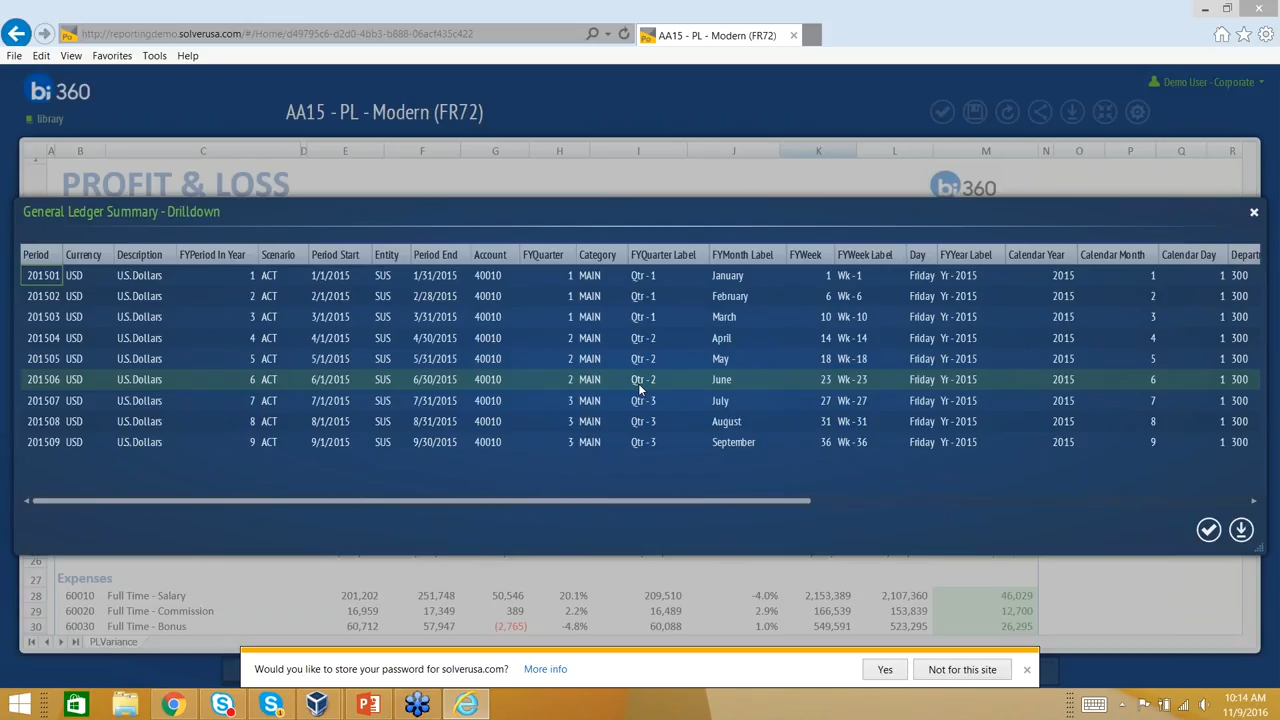 http://reportingdemo.solverusa.com/#/Home/d49795c6-d2d0-4bb3-b888-06acf435c422
AA15 - PL - Modern (FR72)
File Edit View Favorites Tools Help
bi 360
library
AA15 - PL - Modern (FR72)
Demo User - Corporate
A B C D E F G H I J K L M N O P Q R
PROFIT & LOSS
bi360
General Ledger Summary - Drilldown
Period Currency Description FYPeriod In Year Scenario Period Start Entity Period End Account FYQuarter Category FYQuarter Label FYMonth Label FYWeek FYWeek Label Day FYYear Label Calendar Year Calendar Month Calendar Day Depart
201501 USD U.S.Dollars 1 ACT 1/1/2015 SUS 1/31/2015 40010 1 MAIN Qtr - 1 January 1 Wk - 1 Friday Yr - 2015 2015 1 1 300
201502 USD U.S.Dollars 2 ACT 2/1/2015 SUS 2/28/2015 40010 1 MAIN Qtr - 1 February 6 Wk - 6 Friday Yr - 2015 2015 2 1 300
201503 USD U.S.Dollars 3 ACT 3/1/2015 SUS 3/31/2015 40010 1 MAIN Qtr - 1 March 10 Wk - 10 Friday Yr - 2015 2015 3 1 300
201504 USD U.S.Dollars 4 ACT 4/1/2015 SUS 4/30/2015 40010 2 MAIN Qtr - 2 April 14 Wk - 14 Friday Yr - 2015 2015 4 1 300
201505 USD U.S.Dollars 5 ACT 5/1/2015 SUS 5/31/2015 40010 2 MAIN Qtr - 2 May 18 Wk - 18 Friday Yr - 2015 2015 5 1 300
201506 USD U.S.Dollars 6 ACT 6/1/2015 SUS 6/30/2015 40010 2 MAIN Qtr - 2 June 23 Wk - 23 Friday Yr - 2015 2015 6 1 300
201507 USD U.S.Dollars 7 ACT 7/1/2015 SUS 7/31/2015 40010 3 MAIN Qtr - 3 July 27 Wk - 27 Friday Yr - 2015 2015 7 1 300
201508 USD U.S.Dollars 8 ACT 8/1/2015 SUS 8/31/2015 40010 3 MAIN Qtr - 3 August 31 Wk - 31 Friday Yr - 2015 2015 8 1 300
201509 USD U.S.Dollars 9 ACT 9/1/2015 SUS 9/30/2015 40010 3 MAIN Qtr - 3 September 36 Wk - 36 Friday Yr - 2015 2015 9 1 300
26
27 Expenses
28 60010 Full Time - Salary 201,202 251,748 50,546 20.1% 209,510 -4.0% 2,153,389 2,107,360 46,029
29 60020 Full Time - Commission 16,959 17,349 389 2.2% 16,489 2.9% 166,539 153,839 12,700
30 60030 Full Time - Bonus 60,712 57,947 (2,765) -4.8% 60,088 1.0% 549,591 523,295 26,295
PLVariance
Would you like to store your password for solverusa.com? More info Yes Not for this site
10:14 AM
11/9/2016